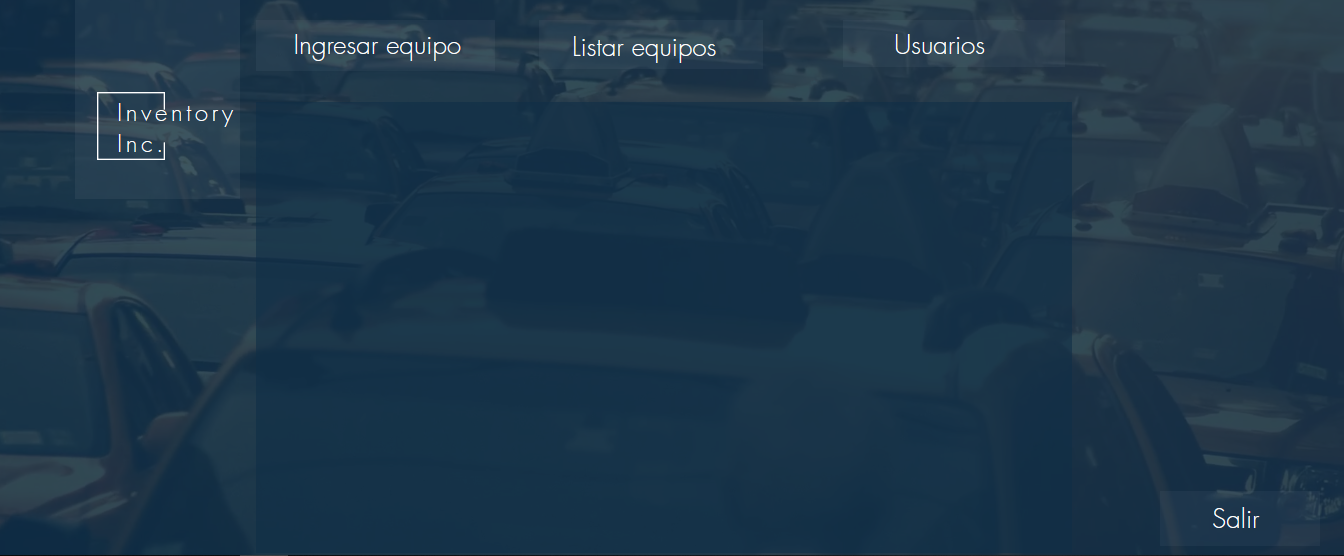 Ingresar equipo
Listar equipos
Usuarios
Inventory
Inc.
Salir